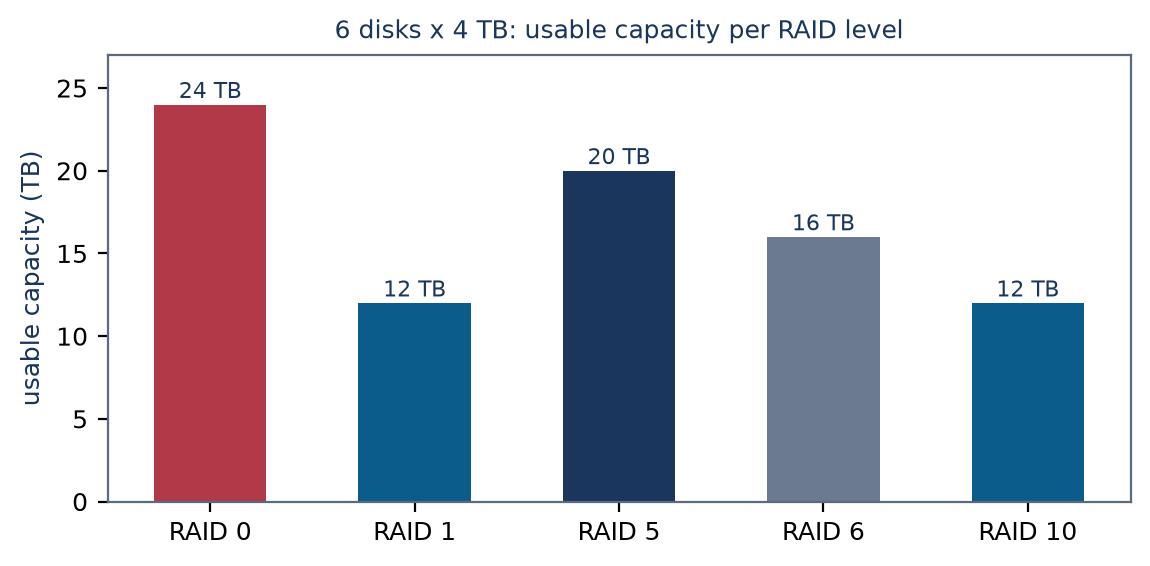 6 disks x 4 TB: usable capacity per RAID level
usable capacity (TB)
25
20
15
10
5
0
24 TB
12 TB
20 TB
16 TB
12 TB
RAID 0
RAID 1
RAID 5
RAID 6
RAID 10